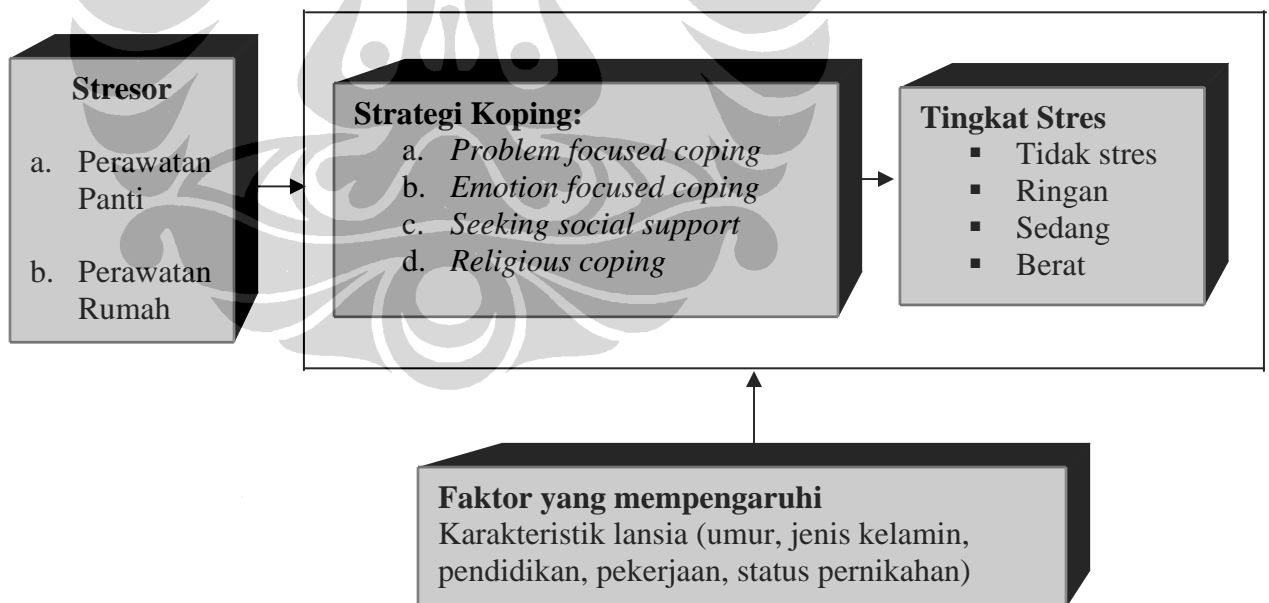 Stresor
a. Perawatan
Panti
b. Perawatan
Rumah
Strategi Koping:
a. Problem focused coping
b. Emotion focused coping
c. Seeking social support
d. Religious coping
Tingkat Stres
▪ Tidak stres
▪ Ringan
▪ Sedang
▪ Berat
Faktor yang mempengaruhi
Karakteristik lansia (umur, jenis kelamin,
pendidikan, pekerjaan, status pernikahan)